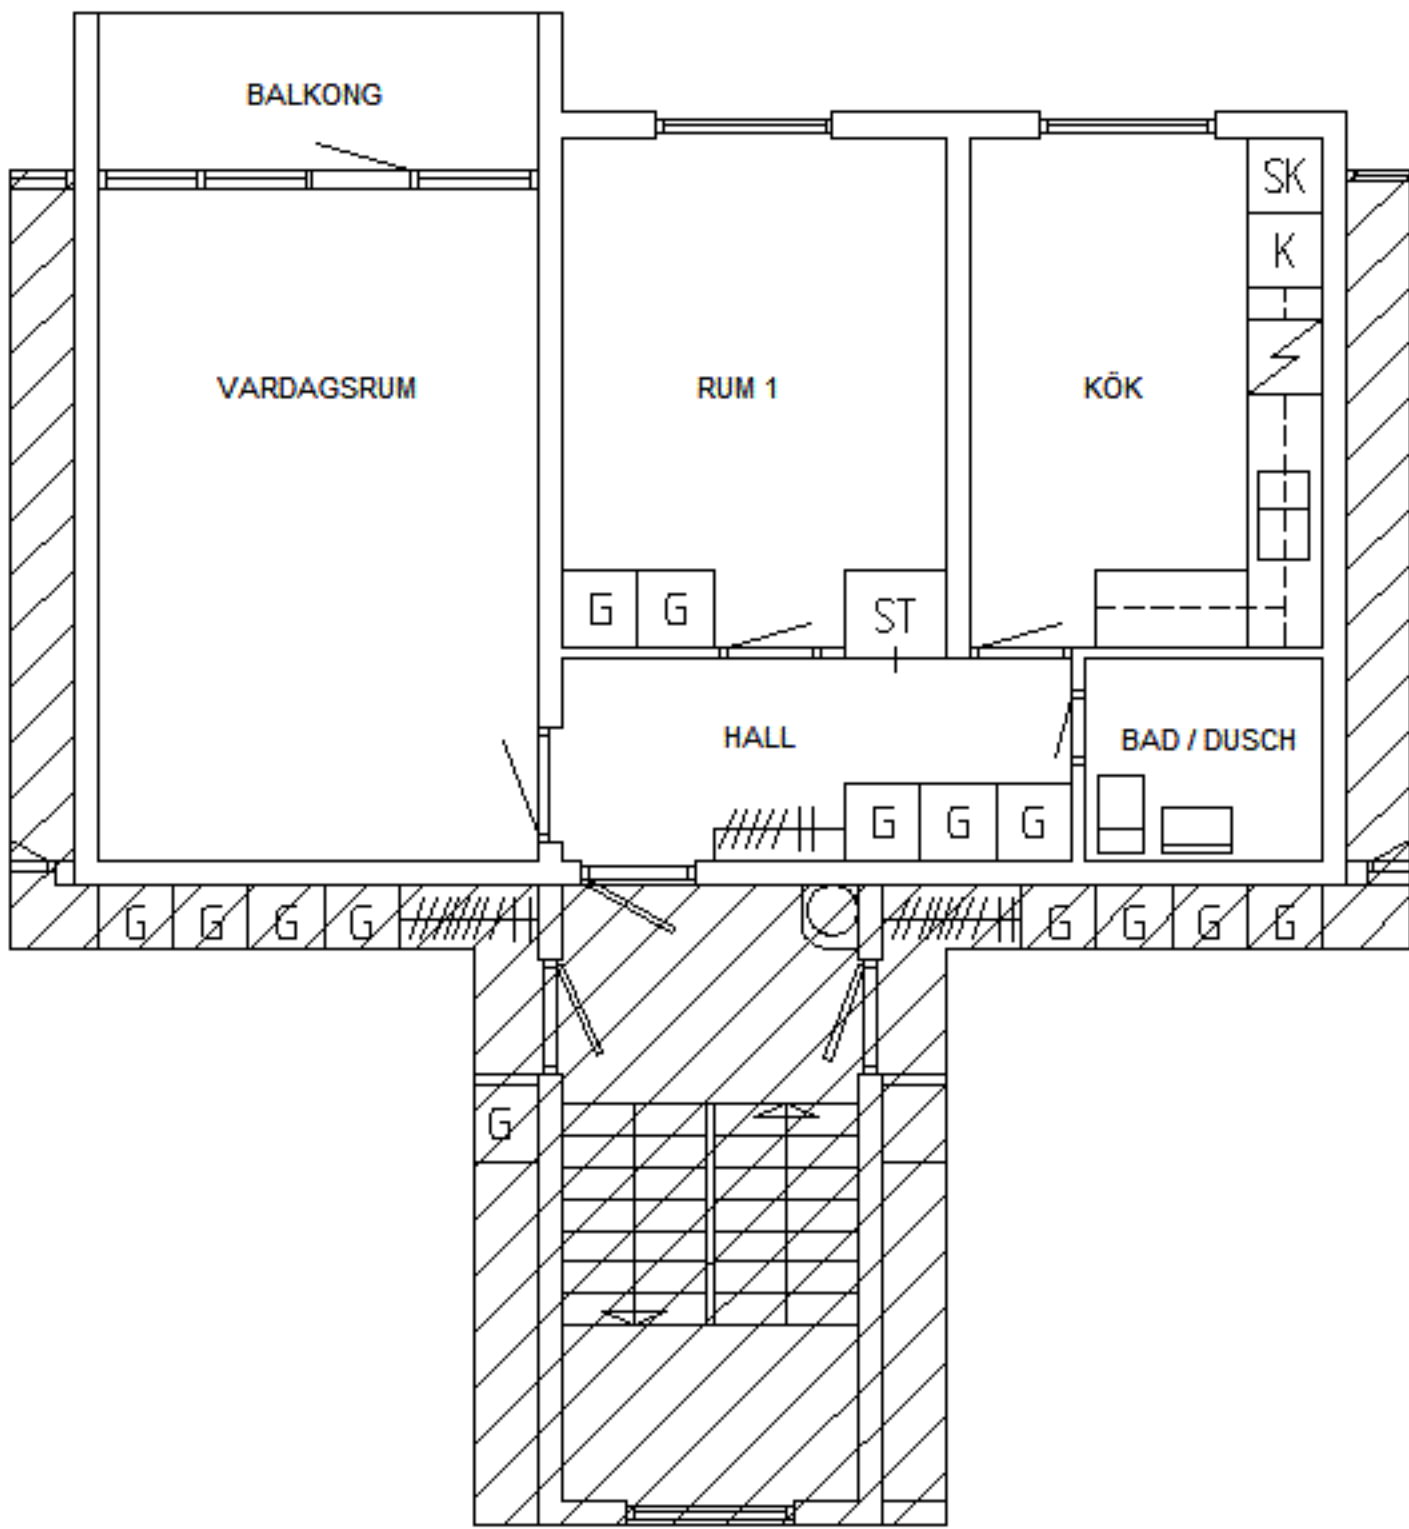 BALKONG
SK
K
VARDAGSRUM
RUM 1
KÖK
G G
ST
HALL
BAD / DUSCH
G G G
G G G G
G G G G
G